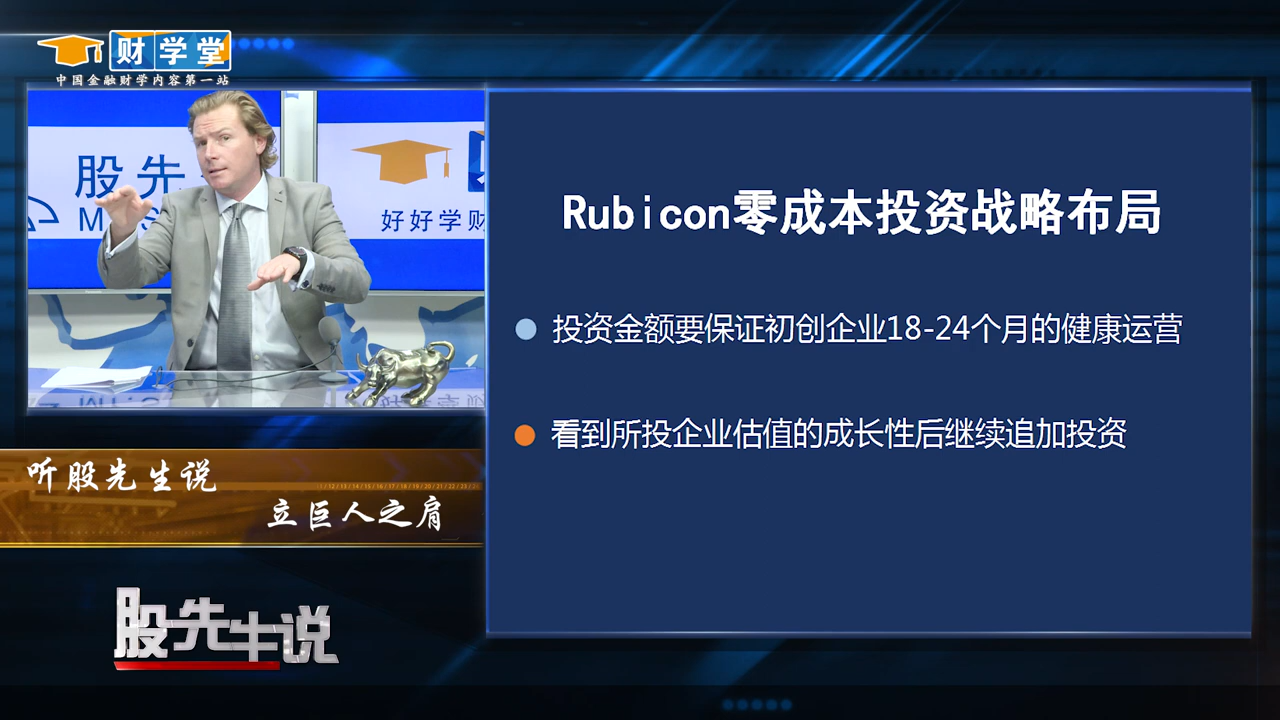 财学堂
中国金融财学内容第一站
股先
好好学财
Rubicon零成本投资战略布局
投资金额要保证初创企业18-24个月的健康运营
看到所投企业估值的成长性后继续追加投资
听股先生说
立巨人之肩
股先生说